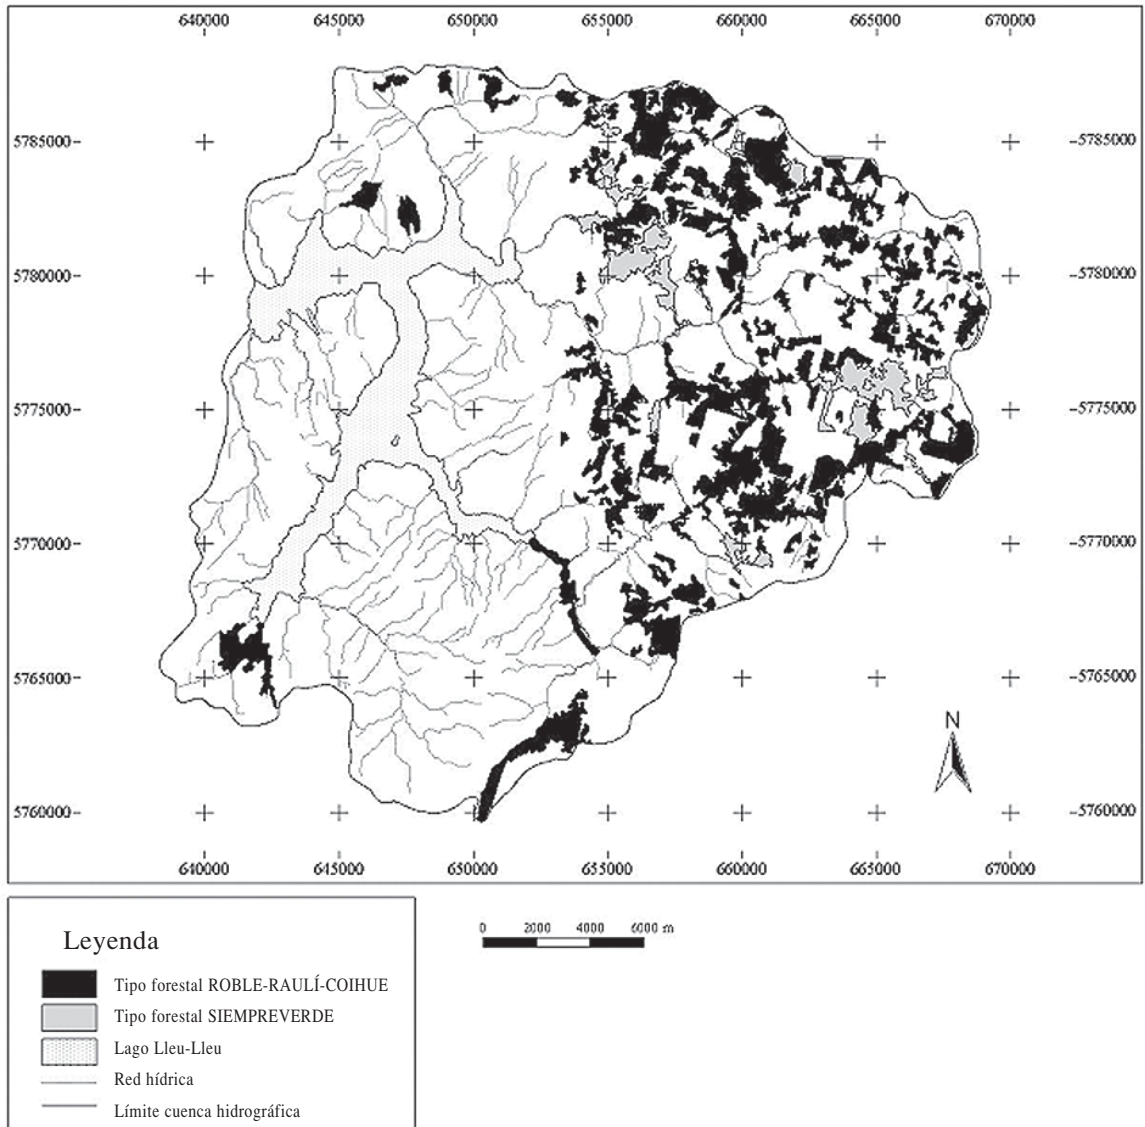 640000 645000 650000 655000 660000 665000 670000
5785000 5785000
5780000 5780000
5775000 5775000
5770000 5770000
5765000 5765000
N
5760000 5760000
640000 645000 650000 655000 660000 665000 670000
0 2000 4000 6000 m
Leyenda
Tipo forestal ROBLE-RAULÍ-COIHUE
Tipo forestal SIEMPREVERDE
Lago Lleu-Lleu
Red hídrica
Límite cuenca hidrográfica